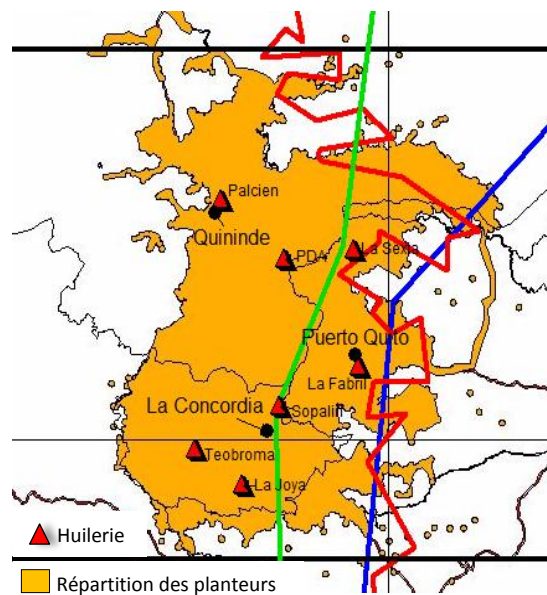 Palcien
Quininde
PDA
La Sexta
Puerto Quito
La Fabril
La Concordia
Sopalin
Teobroma
La Joya
Huilerie
Répartition des planteurs